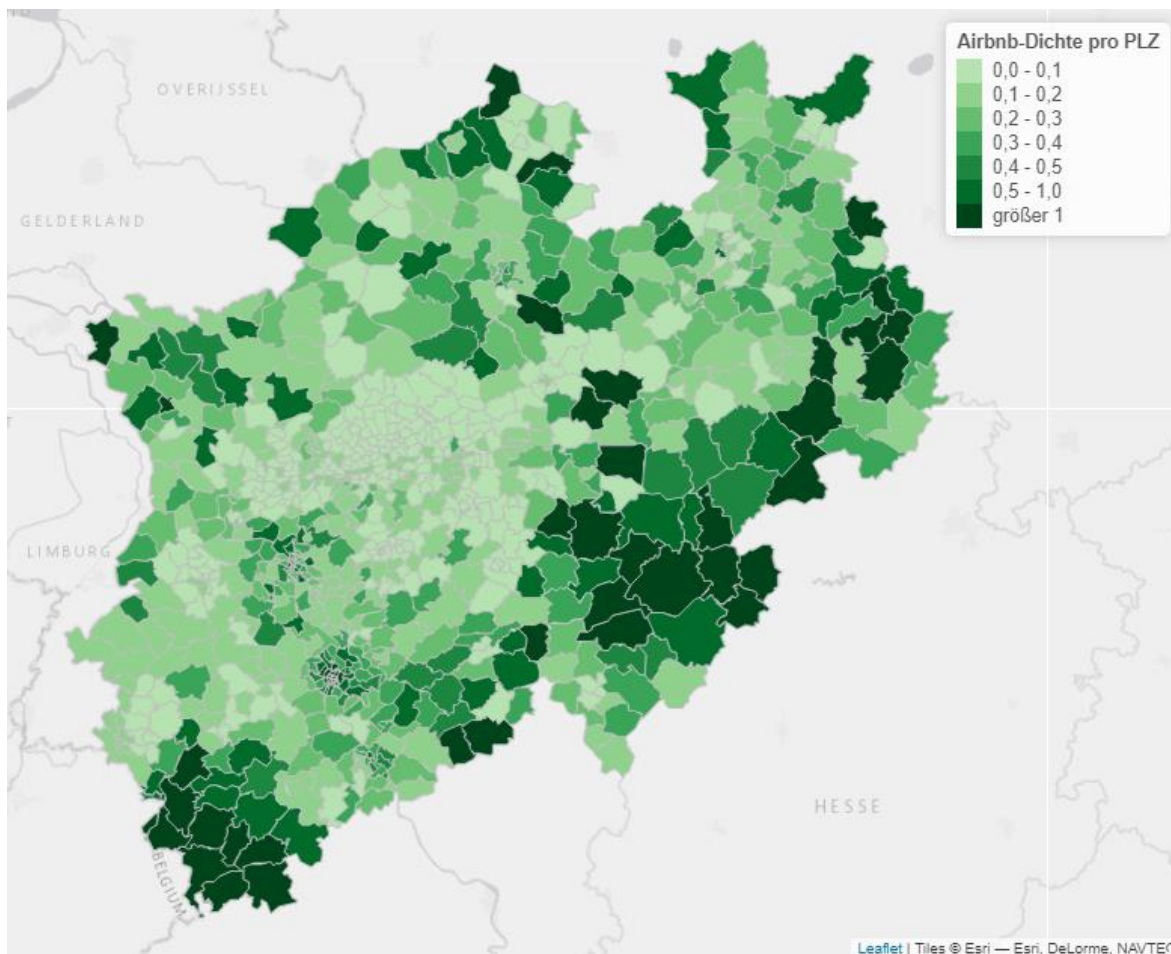 OVERIJSSEL
GELDERLAND
LIMBURG
BELGIUM
HESSE
Airbnb-Dichte pro PLZ
0,0 - 0,1
0,1 - 0,2
0,2 - 0,3
0,3 - 0,4
0,4 - 0,5
0,5 - 1,0
größer 1
Leaflet | Tiles © Esri — Esri, DeLorme, NAVTEQ